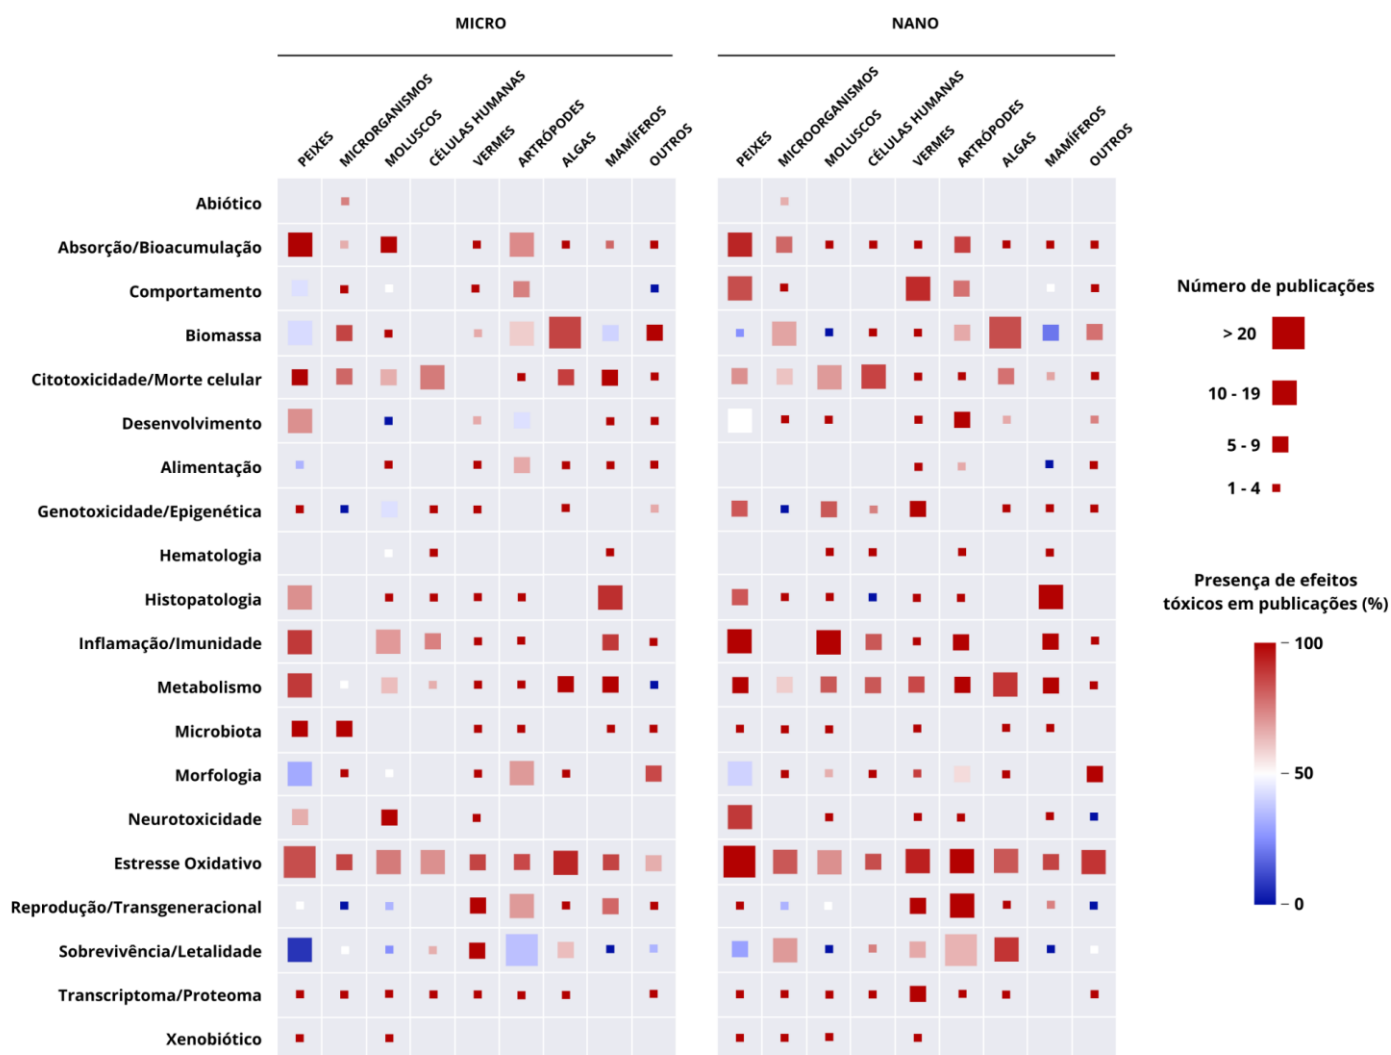 MICRO
NANO
PEIXES
MICRORGANISMOS
MOLUSCOS
CÉLULAS HUMANAS
VERMES
ARTRÓPODES
ALGAS
MAMÍFEROS
OUTROS
PEIXES
MICROORGANISMOS
MOLUSCOS
CÉLULAS HUMANAS
VERMES
ARTRÓPODES
ALGAS
MAMÍFEROS
OUTROS
Abiótico
Absorção/Bioacumulação
Comportamento
Biomassa
Citotoxicidade/Morte celular
Desenvolvimento
Alimentação
Genotoxicidade/Epigenética
Hematologia
Histopatologia
Inflamação/Imunidade
Metabolismo
Microbiota
Morfologia
Neurotoxicidade
Estresse Oxidativo
Reprodução/Transgeneracional
Sobrevivência/Letalidade
Transcriptoma/Proteoma
Xenobiótico
Número de publicações
> 20
10 - 19
5 - 9
1 - 4
Presença de efeitos
tóxicos em publicações (%)
100
50
0